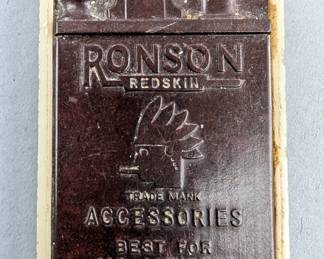 RONSON
REDSKIN
TRADE MARK
ACCESSORIES
BEST FOR